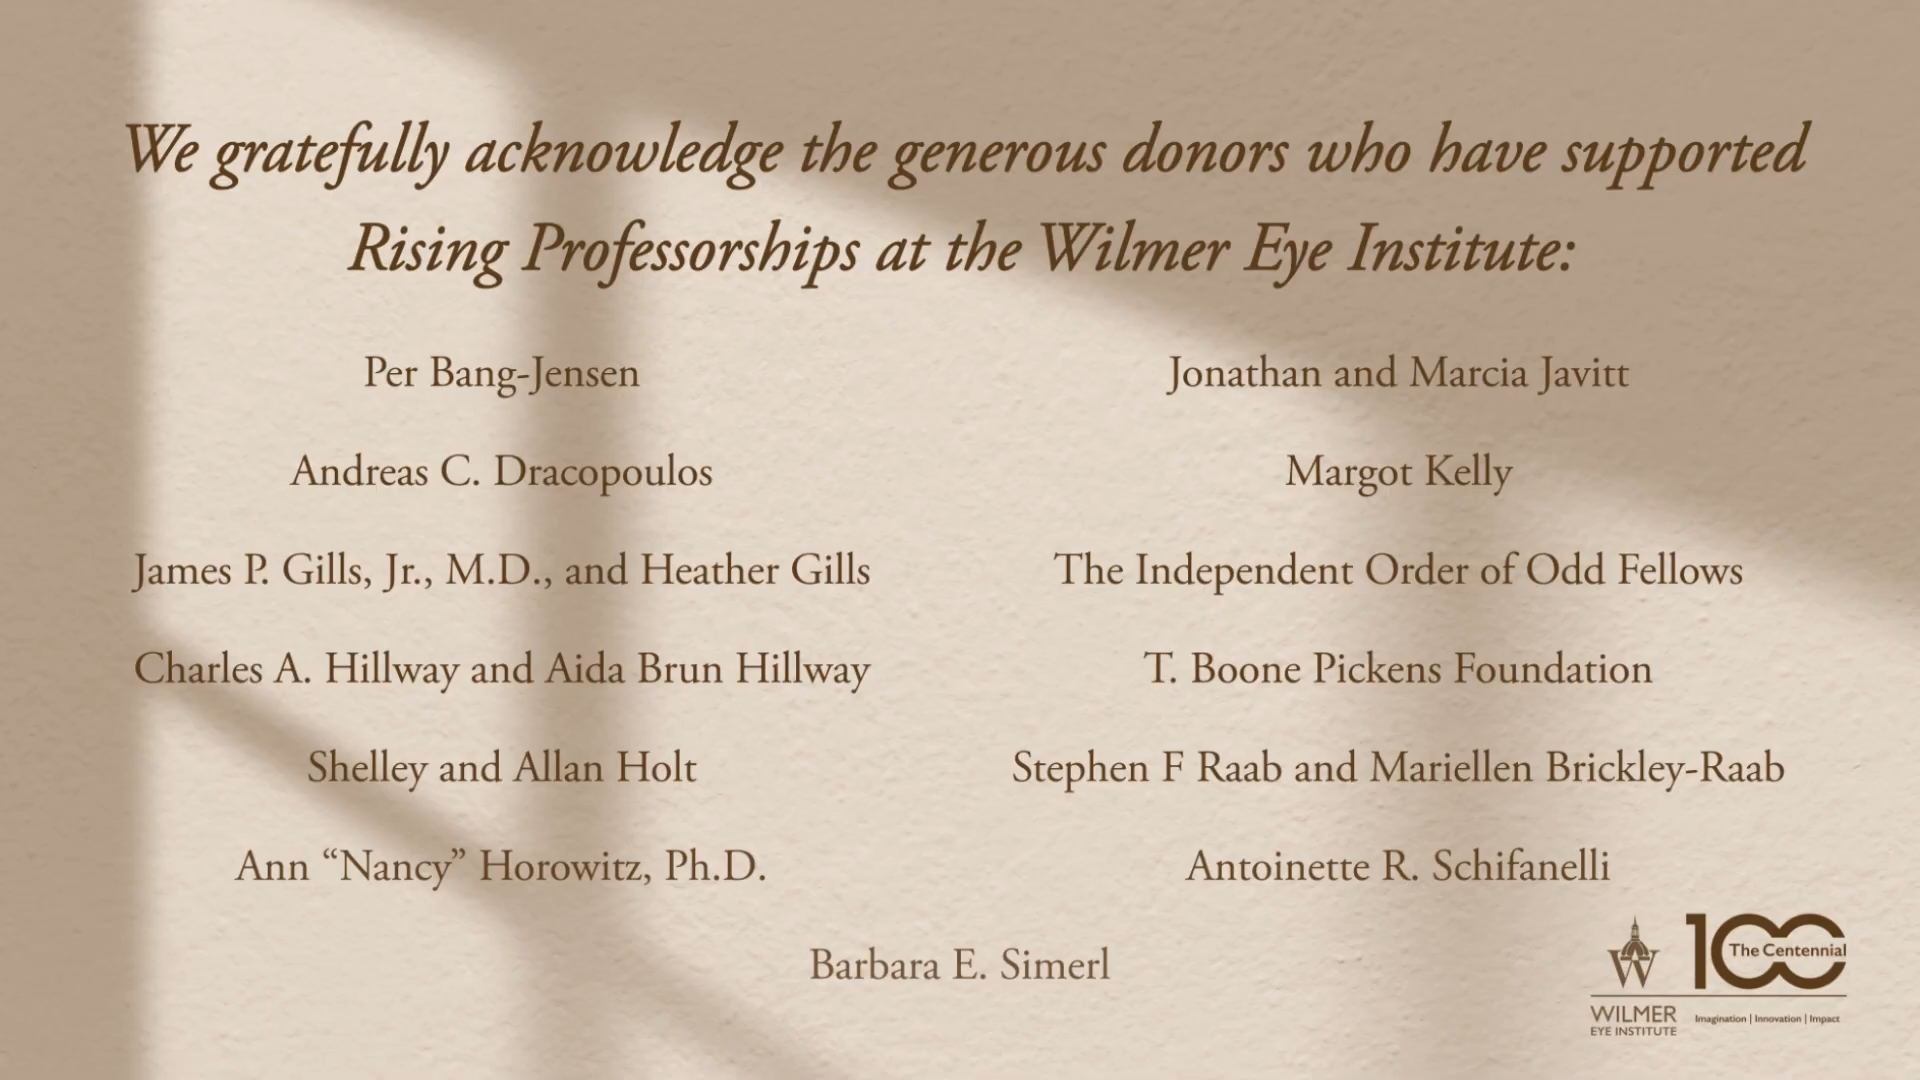 We gratefully acknowledge the generous donors who have supported
Rising Professorships at the Wilmer Eye Institute:
Per Bang-Jensen
Andreas C. Dracopoulos
James P. Gills, Jr., M.D., and Heather Gills
Charles A. Hillway and Aida Brun Hillway
Shelley and Allan Holt
Ann “Nancy” Horowitz, Ph.D.
Jonathan and Marcia Javitt
Margot Kelly
The Independent Order of Odd Fellows
T. Boone Pickens Foundation
Stephen F Raab and Mariellen Brickley-Raab
Antoinette R. Schifanelli
Barbara E. Simerl
W
WILMER
EYE INSTITUTE
100
The Centennial
Imagination | Innovation | Impact